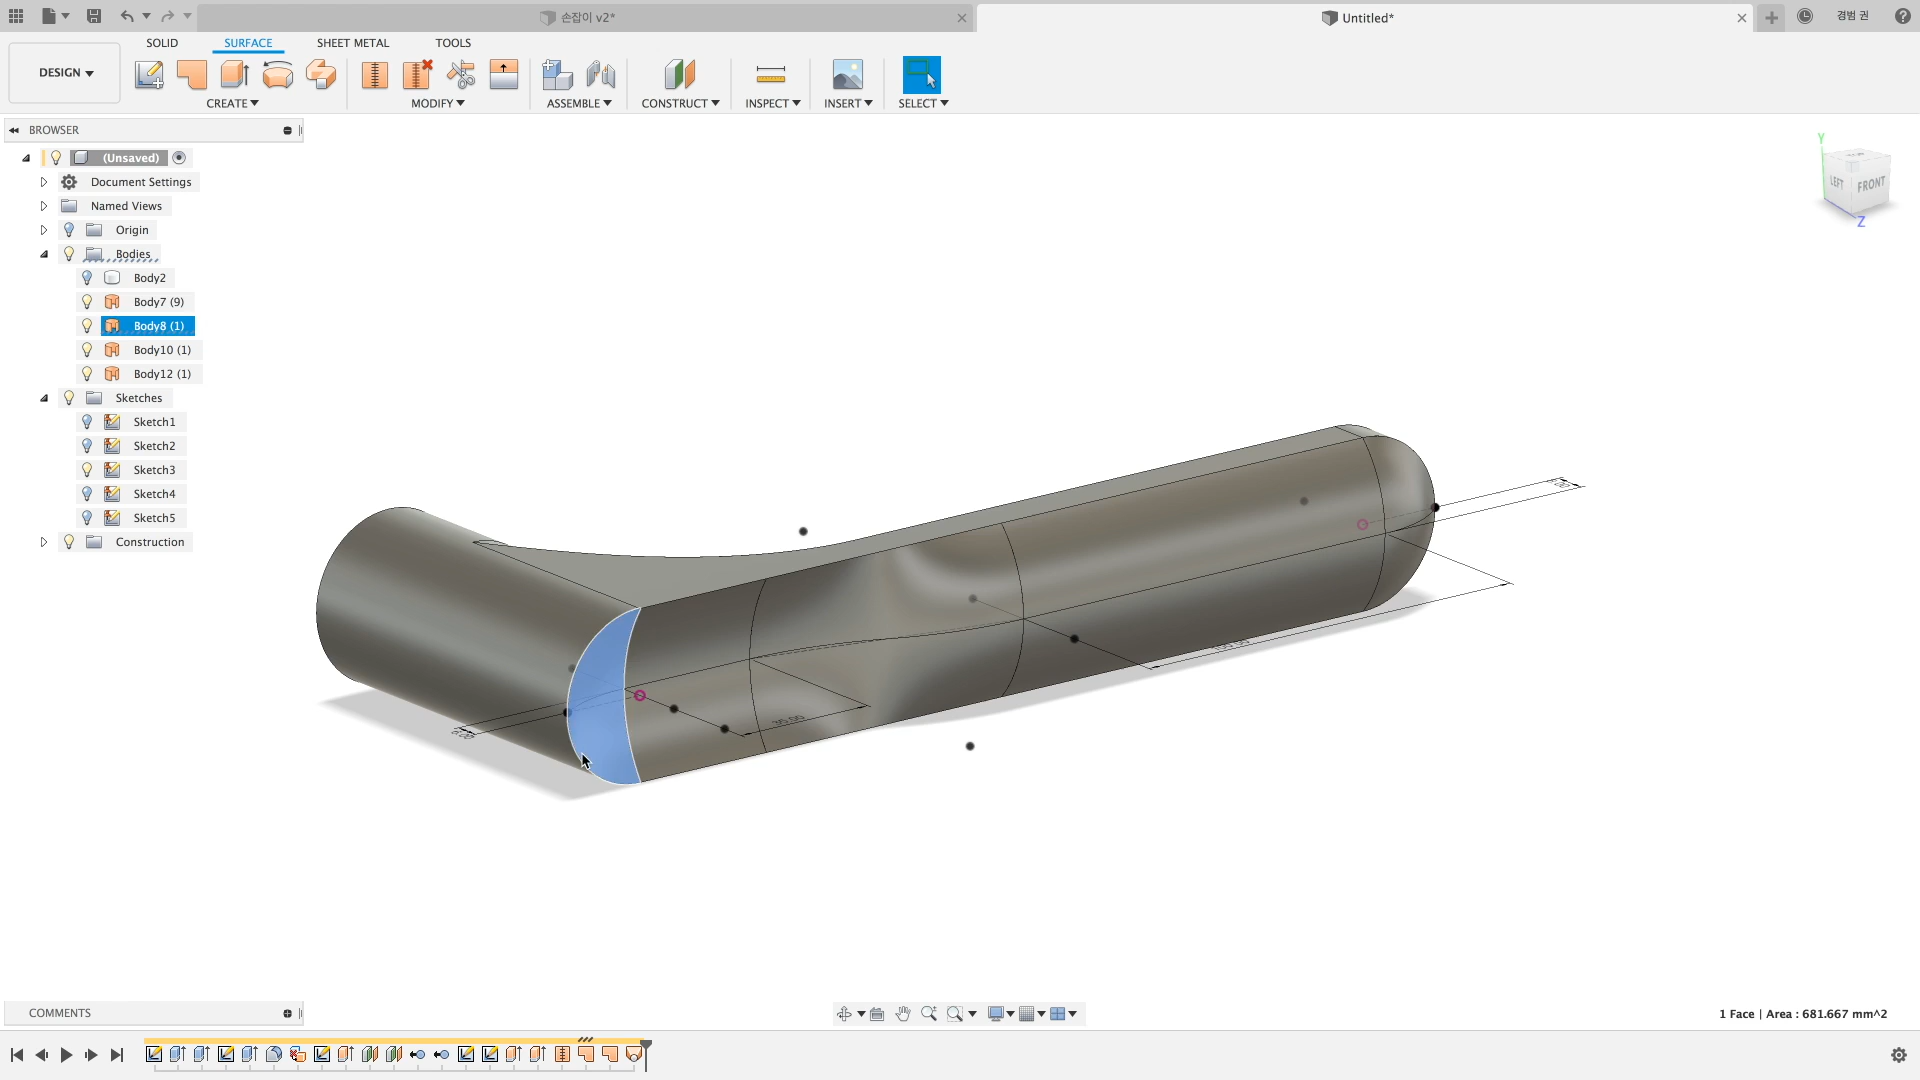 손잡이 v2*
Untitled*
경범 권
SOLID
SURFACE
SHEET METAL
TOOLS
DESIGN
CREATE
MODIFY
ASSEMBLE
CONSTRUCT
INSPECT
INSERT
SELECT
BROWSER
(Unsaved)
Document Settings
Named Views
Origin
Bodies
Body2
Body7 (9)
Body8 (1)
Body10 (1)
Body12 (1)
Sketches
Sketch1
Sketch2
Sketch3
Sketch4
Sketch5
Construction
Y
LEFT
FRONT
Z
COMMENTS
1 Face | Area : 681.667 mm^2